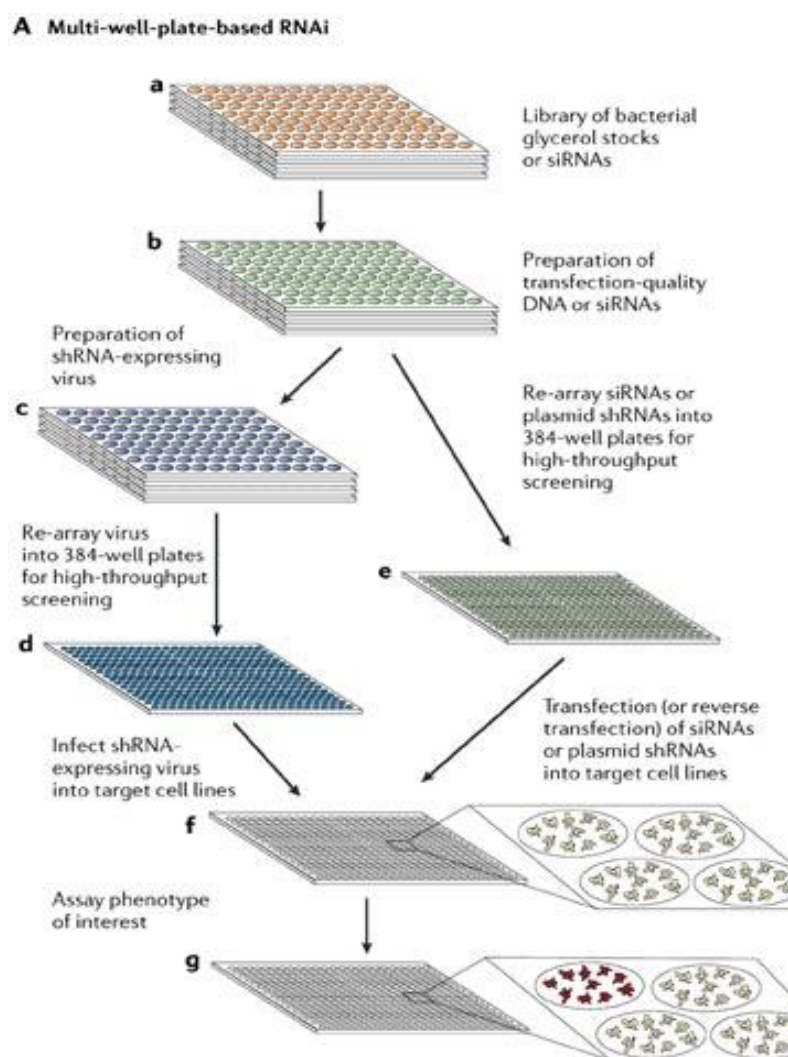 A Multi-well-plate-based RNAi
a
Library of bacterial
glycerol stocks
or siRNAs
b
Preparation of
transfection-quality
DNA or siRNAs
Preparation of
shRNA-expressing
virus
c
Re-array siRNAs or
plasmid shRNAs into
384-well plates for
high-throughput
screening
Re-array virus
into 384-well plates
for high-throughput
screening
e
d
Transfection (or reverse
transfection) of siRNAs
or plasmid shRNAs
into target cell lines
Infect shRNA-
expressing virus
into target cell lines
f
Assay phenotype
of interest
g